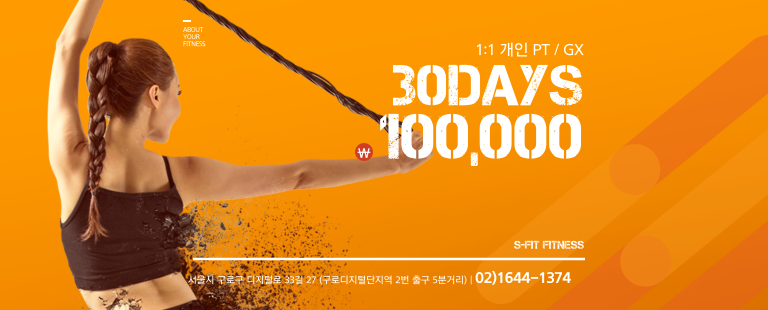 ABOUT
YOUR
FITNESS
1:1 개인 PT / GX
30DAYS
₩ 100,000
S-FIT FITNESS
서울시 구로구 디지털로 33길 27 (구로디지털단지역 2번 출구 5분거리) | 02)1644-1374